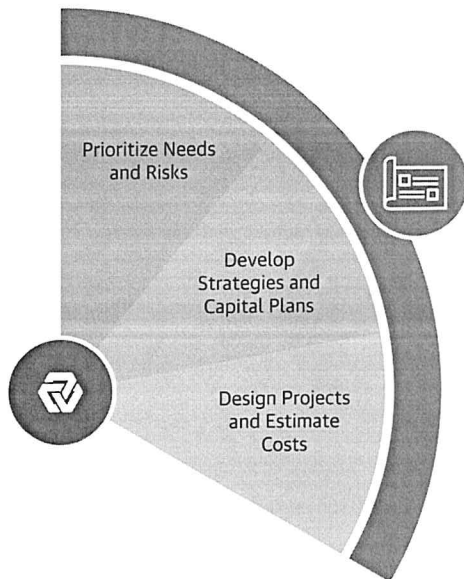 Prioritize Needs
and Risks
Develop
Strategies and
Capital Plans
Design Projects
and Estimate
Costs